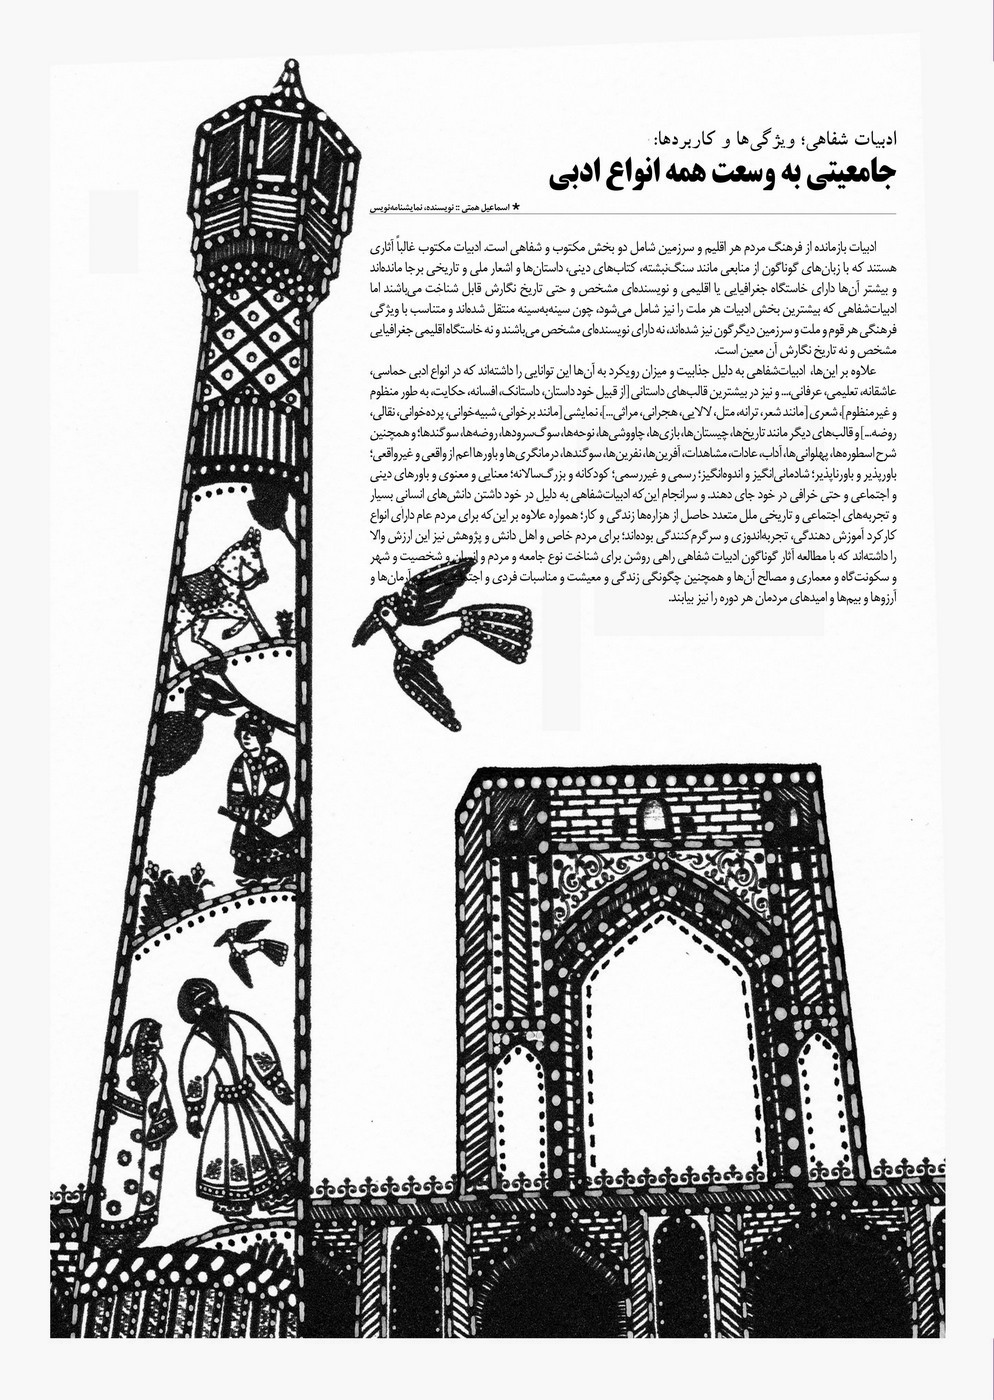 ادبیات شفاهی؛ ویژگی‌ها و کاربردها:
جامعیتی به وسعت همه انواع ادبی
* اسماعیل همتی :: نویسنده، نمایشنامه‌نویس
ادبیات بازمانده از فرهنگ مردم هر اقلیم و سرزمین شامل دو بخش مکتوب و شفاهی است. ادبیات مکتوب غالباً آثاری
هستند که با زبان‌های گوناگون از منابعی مانند سنگ‌نبشته، کتاب‌های دینی، داستان‌ها و اشعار ملی و تاریخی برجا مانده‌اند
و بیشتر آن‌ها دارای خاستگاه جغرافیایی یا اقلیمی و نویسنده‌ای مشخص و حتی تاریخ نگارش قابل شناخت می‌باشند اما
ادبیات‌شفاهی که بیشترین بخش ادبیات هر ملت را نیز شامل می‌شود، چون سینه‌به‌سینه منتقل شده‌اند و متناسب با ویژگی
فرهنگی هر قوم و ملت و سرزمین دیگرگون نیز شده‌اند، نه دارای نویسنده‌ای مشخص می‌باشند و نه خاستگاه اقلیمی جغرافیایی
مشخص و نه تاریخ نگارش آن معین است.
علاوه بر این‌ها، ادبیات‌شفاهی به دلیل جذابیت و میزان رویکرد به آن‌ها این توانایی را داشته‌اند که در انواع ادبی حماسی،
عاشقانه، تعلیمی، عرفانی،... و نیز در بیشترین قالب‌های داستانی [از قبیل خود داستان، داستانک، افسانه، حکایت، به طور منظوم
و غیرمنظوم]، شعری [مانند شعر، ترانه، متل، لالایی، هجرانی، مراثی...]، نمایشی [مانند برخوانی، شبیه‌خوانی، پرده‌خوانی، نقالی،
روضه...] و قالب‌های دیگر مانند تاریخ‌ها، چیستان‌ها، بازی‌ها، چاووشی‌ها، نوحه‌ها، سوگ‌سرودها، روضه‌ها، سوگندها؛ و همچنین
شرح اسطوره‌ها، پهلوانی‌ها، آداب، عادات، مشاهدات، آفرین‌ها، نفرین‌ها، سوگندها، درمانگری‌ها و باورها اعم از واقعی و غیرواقعی؛
باورپذیر و باورناپذیر؛ شادمانی‌انگیز و اندوه‌انگیز؛ رسمی و غیررسمی؛ کودکانه و بزرگ‌سالانه؛ معنایی و معنوی و باورهای دینی
و اجتماعی و حتی خرافی در خود جای دهند. و سرانجام این‌که ادبیات‌شفاهی به دلیل در خود داشتن دانش‌های انسانی بسیار
و تجربه‌های اجتماعی و تاریخی ملل متعدد حاصل از هزاره‌ها زندگی و کار؛ همواره علاوه بر این‌که برای مردم عام دارای انواع
کارکرد آموزش دهندگی، تجربه‌اندوزی و سرگرم‌کنندگی بوده‌اند؛ برای مردم خاص و اهل دانش و پژوهش نیز این ارزش والا
را داشته‌اند که با مطالعه آثار گوناگون ادبیات شفاهی راهی روشن برای شناخت نوع جامعه و مردم و انسان و شخصیت و شهر
و سکونت‌گاه و معماری و مصالح آن‌ها و همچنین چگونگی زندگی و معیشت و مناسبات فردی و آرمان‌ها و
آرزوها و بیم‌ها و امیدهای مردمان هر دوره را نیز بیابند.